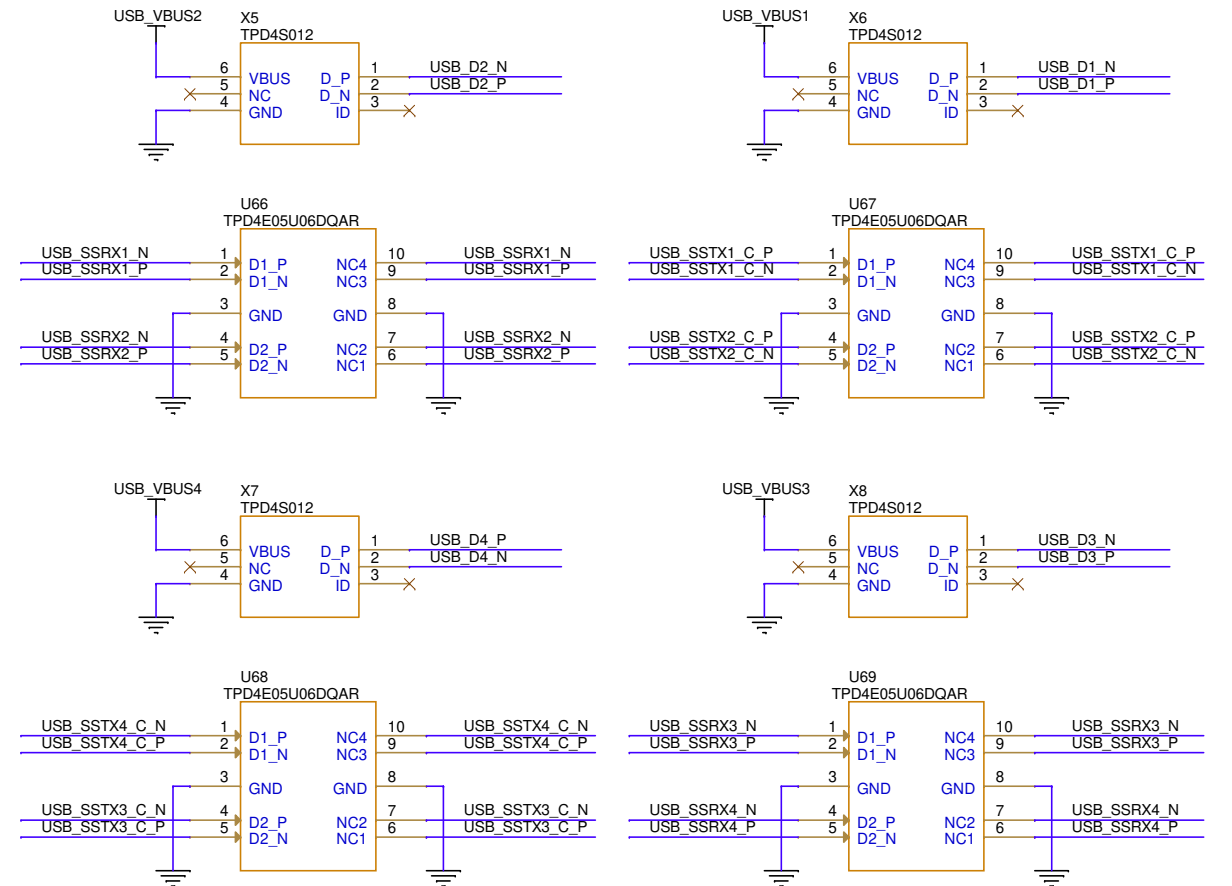 USB_VBUS2
X5
TPD4S012
6 VBUS D_P 1 USB_D2_N
5 NC D_N 2 USB_D2_P
4 GND ID 3
USB_VBUS1
X6
TPD4S012
6 VBUS D_P 1 USB_D1_N
5 NC D_N 2 USB_D1_P
4 GND ID 3
U66
TPD4E05U06DQAR
USB_SSRX1_N 1 D1_P NC4 10 USB_SSRX1_N
USB_SSRX1_P 2 D1_N NC3 9 USB_SSRX1_P
3 GND GND 8
USB_SSRX2_N 4 D2_P NC2 7 USB_SSRX2_N
USB_SSRX2_P 5 D2_N NC1 6 USB_SSRX2_P
U67
TPD4E05U06DQAR
USB_SSTX1_C_P 1 D1_P NC4 10 USB_SSTX1_C_P
USB_SSTX1_C_N 2 D1_N NC3 9 USB_SSTX1_C_N
3 GND GND 8
USB_SSTX2_C_P 4 D2_P NC2 7 USB_SSTX2_C_P
USB_SSTX2_C_N 5 D2_N NC1 6 USB_SSTX2_C_N
USB_VBUS4
X7
TPD4S012
6 VBUS D_P 1 USB_D4_P
5 NC D_N 2 USB_D4_N
4 GND ID 3
USB_VBUS3
X8
TPD4S012
6 VBUS D_P 1 USB_D3_N
5 NC D_N 2 USB_D3_P
4 GND ID 3
U68
TPD4E05U06DQAR
USB_SSTX4_C_N 1 D1_P NC4 10 USB_SSTX4_C_N
USB_SSTX4_C_P 2 D1_N NC3 9 USB_SSTX4_C_P
3 GND GND 8
USB_SSTX3_C_N 4 D2_P NC2 7 USB_SSTX3_C_N
USB_SSTX3_C_P 5 D2_N NC1 6 USB_SSTX3_C_P
U69
TPD4E05U06DQAR
USB_SSRX3_N 1 D1_P NC4 10 USB_SSRX3_N
USB_SSRX3_P 2 D1_N NC3 9 USB_SSRX3_P
3 GND GND 8
USB_SSRX4_N 4 D2_P NC2 7 USB_SSRX4_N
USB_SSRX4_P 5 D2_N NC1 6 USB_SSRX4_P